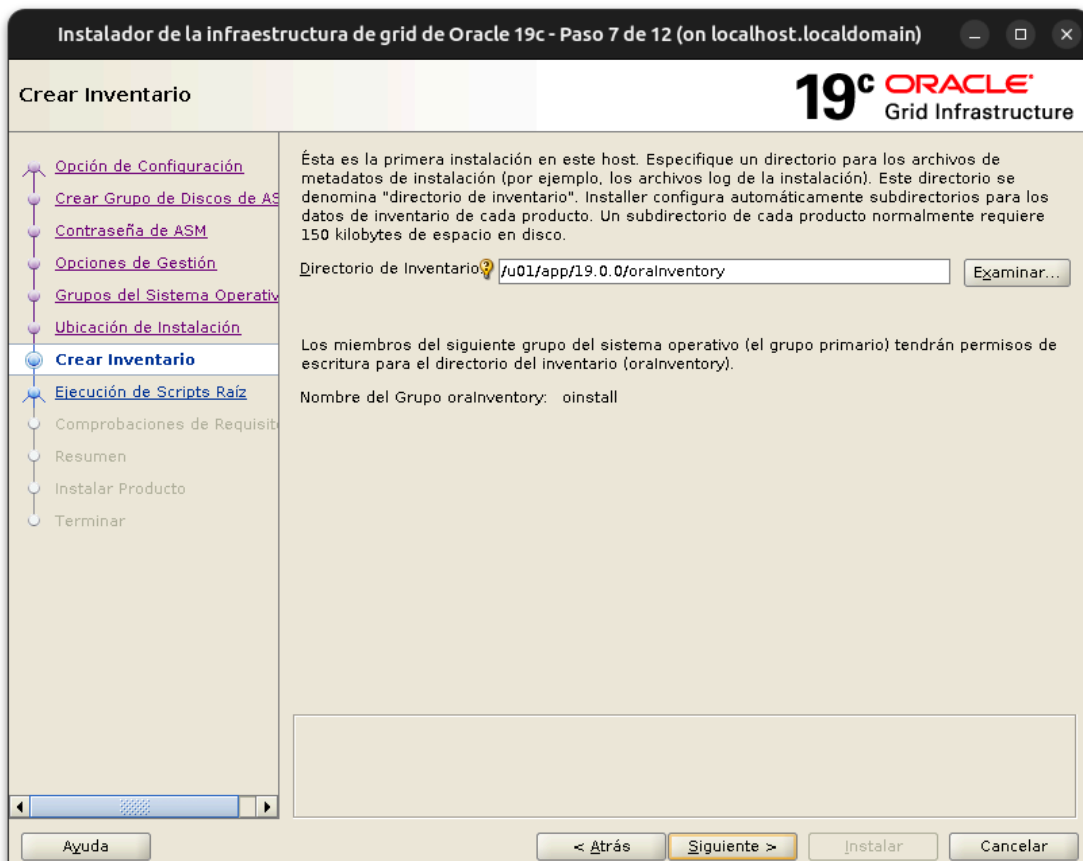 Instalador de la infraestructura de grid de Oracle 19c - Paso 7 de 12 (on localhost.localdomain)
Crear Inventario
19c ORACLE
Grid Infrastructure
Opción de Configuración
Crear Grupo de Discos de AS
Contraseña de ASM
Opciones de Gestión
Grupos del Sistema Operativ
Ubicación de Instalación
Crear Inventario
Ejecución de Scripts Raíz
Comprobaciones de Requisit
Resumen
Instalar Producto
Terminar
Ésta es la primera instalación en este host. Especifique un directorio para los archivos de
metadatos de instalación (por ejemplo, los archivos log de la instalación). Este directorio se
denomina "directorio de inventario". Installer configura automáticamente subdirectorios para los
datos de inventario de cada producto. Un subdirectorio de cada producto normalmente requiere
150 kilobytes de espacio en disco.
Directorio de Inventario /u01/app/19.0.0/oraInventory Examinar...
Los miembros del siguiente grupo del sistema operativo (el grupo primario) tendrán permisos de
escritura para el directorio del inventario (oraInventory).
Nombre del Grupo oraInventory: oinstall
Ayuda < Atrás Siguiente > Instalar Cancelar